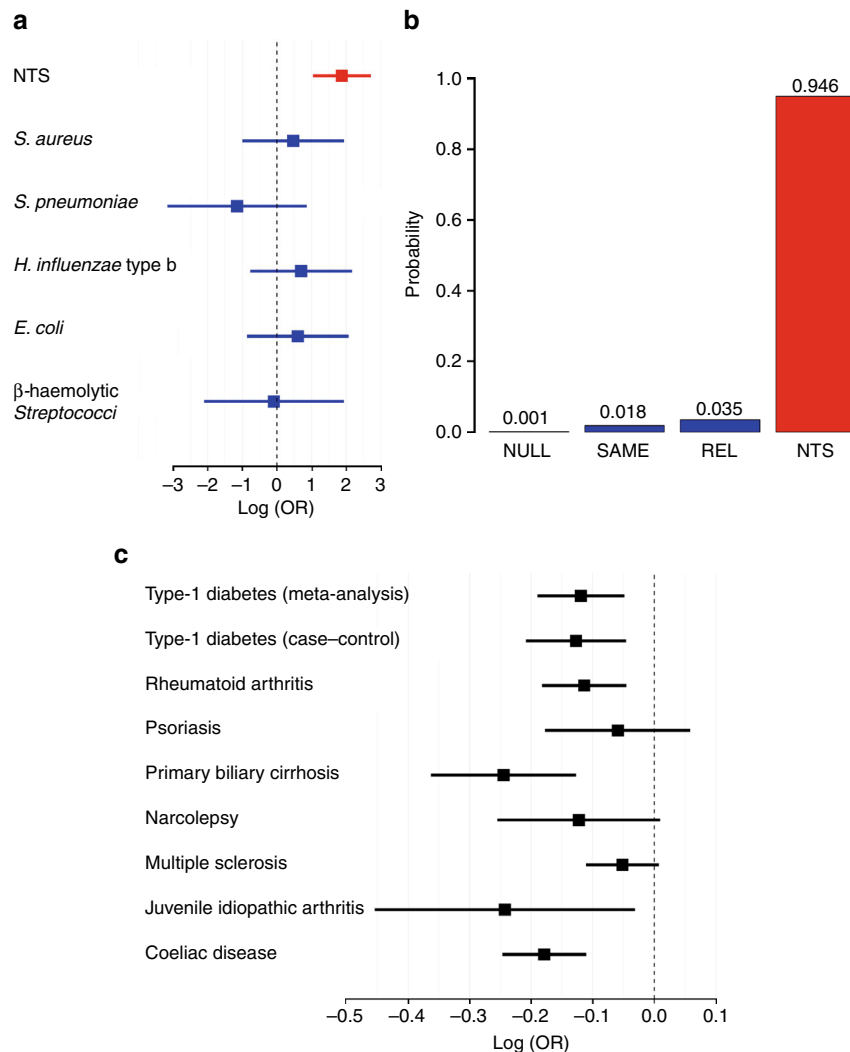 a
NTS
S. aureus
S. pneumoniae
H. influenzae type b
E. coli
β-haemolytic
Streptococci
–3 –2 –1 0 1 2 3
Log (OR)
b
Probability
1.0
0.8
0.6
0.4
0.2
0.0
0.001
0.018
0.035
0.946
NULL SAME REL NTS
c
Type-1 diabetes (meta-analysis)
Type-1 diabetes (case–control)
Rheumatoid arthritis
Psoriasis
Primary biliary cirrhosis
Narcolepsy
Multiple sclerosis
Juvenile idiopathic arthritis
Coeliac disease
–0.5 –0.4 –0.3 –0.2 –0.1 0.0 0.1
Log (OR)